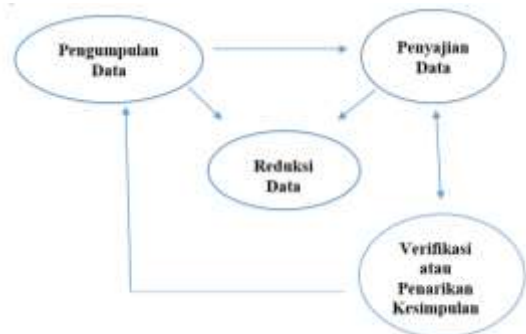 Pengumpulan
Data
Penyajian
Data
Reduksi
Data
Verifikasi
atau
Penarikan
Kesimpulan